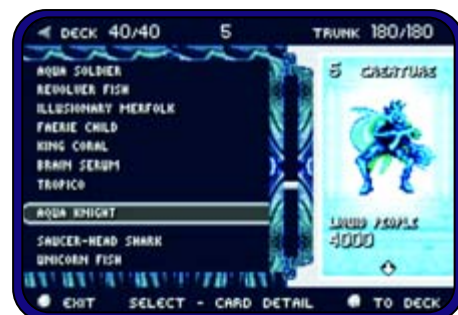 DECK 40/40 5 TRUNK 180/180
AQUA SOLDIER
REVOLVER FISH
ILLUSIONARY MERFOLK
FAERIE CHILD
KING CORAL
BRAIN SERUM
TROPICO
AQUA KNIGHT
SAUCER-HEAD SHARK
UNICORN FISH
5 CREATURE
LIQUID PEOPLE
4000
EXIT SELECT - CARD DETAIL TO DECK